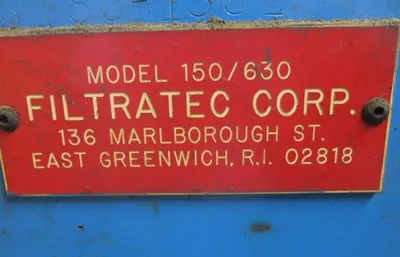 MODEL 150/630
FILTRATEC CORP.
136 MARLBOROUGH ST.
EAST GREENWICH, R.I. 02818